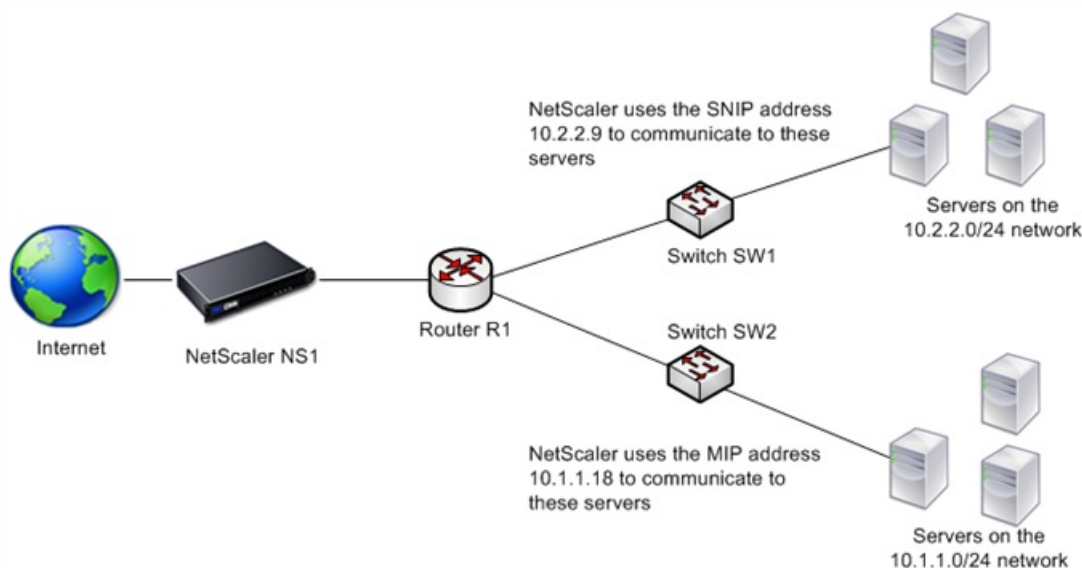 NetScaler uses the SNIP address
10.2.2.9 to communicate to these
servers
Servers on the
10.2.2.0/24 network
Switch SW1
Internet
NetScaler NS1
Router R1
Switch SW2
NetScaler uses the MIP address
10.1.1.18 to communicate to
these servers
Servers on the
10.1.1.0/24 network